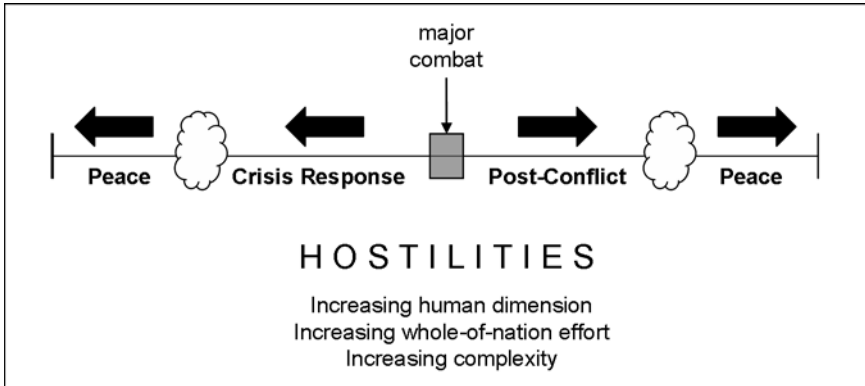 major
combat
Peace
Crisis Response
Post-Conflict
Peace
HOSTILITIES
Increasing human dimension
Increasing whole-of-nation effort
Increasing complexity